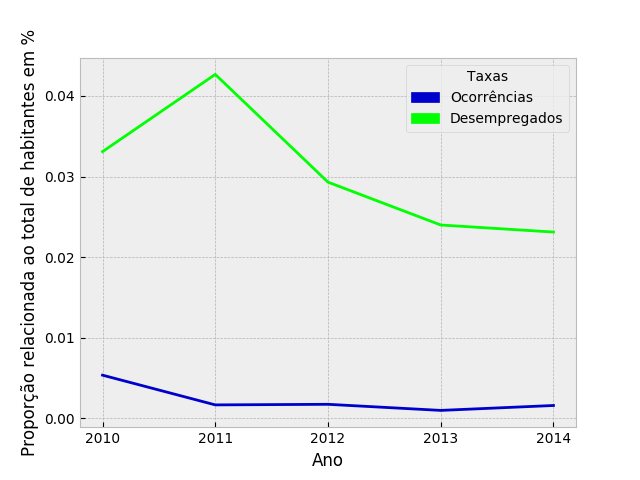 Proporção relacionada ao total de habitantes em %
0.04
0.03
0.02
0.01
0.00
Taxas
Ocorrências
Desempregados
2010 2011 2012 2013 2014
Ano